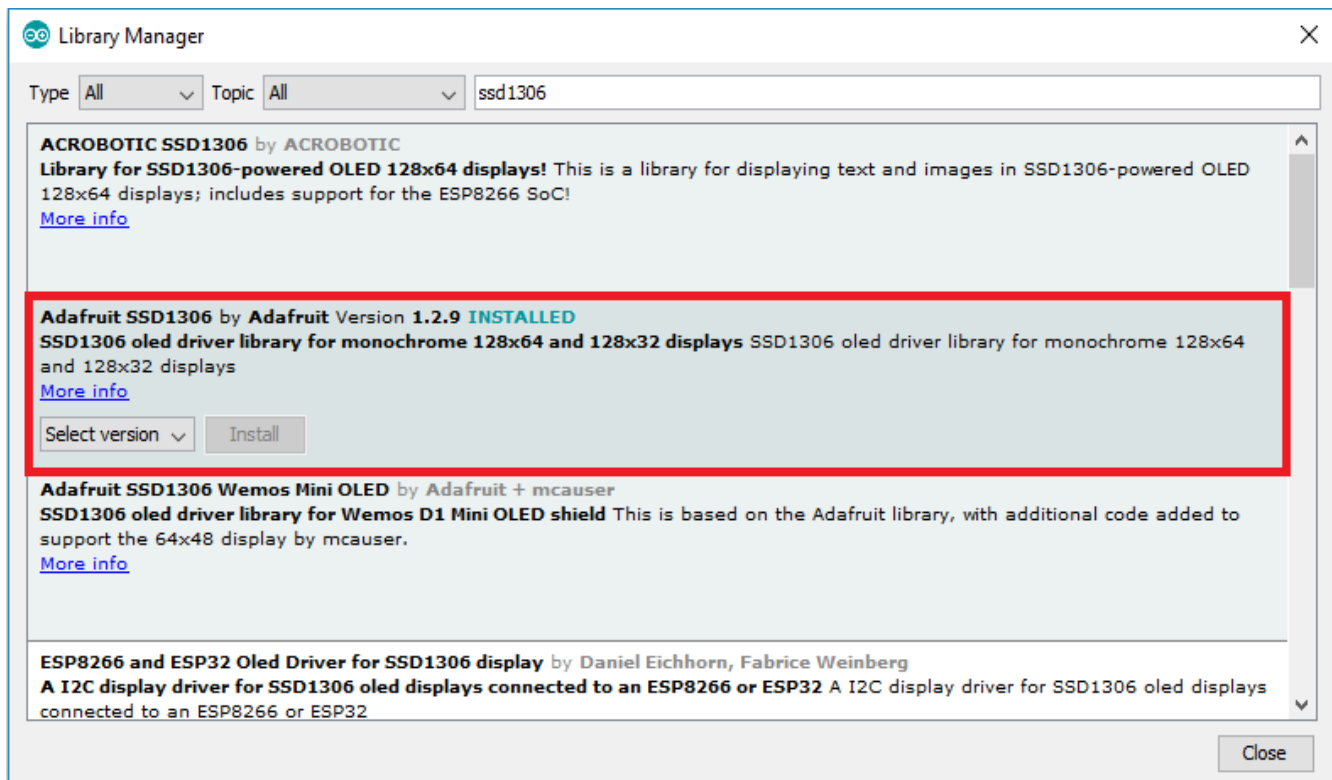 Library Manager
Type All Topic All ssd1306
ACROBOTIC SSD1306 by ACROBOTIC
Library for SSD1306-powered OLED 128x64 displays! This is a library for displaying text and images in SSD1306-powered OLED
128x64 displays; includes support for the ESP8266 SoC!
More info
Adafruit SSD1306 by Adafruit Version 1.2.9 INSTALLED
SSD1306 oled driver library for monochrome 128x64 and 128x32 displays SSD1306 oled driver library for monochrome 128x64
and 128x32 displays
More info
Select version Install
Adafruit SSD1306 Wemos Mini OLED by Adafruit + mcauser
SSD1306 oled driver library for Wemos D1 Mini OLED shield This is based on the Adafruit library, with additional code added to
support the 64x48 display by mcauser.
More info
ESP8266 and ESP32 Oled Driver for SSD1306 display by Daniel Eichhorn, Fabrice Weinberg
A I2C display driver for SSD1306 oled displays connected to an ESP8266 or ESP32 A I2C display driver for SSD1306 oled displays
connected to an ESP8266 or ESP32
Close